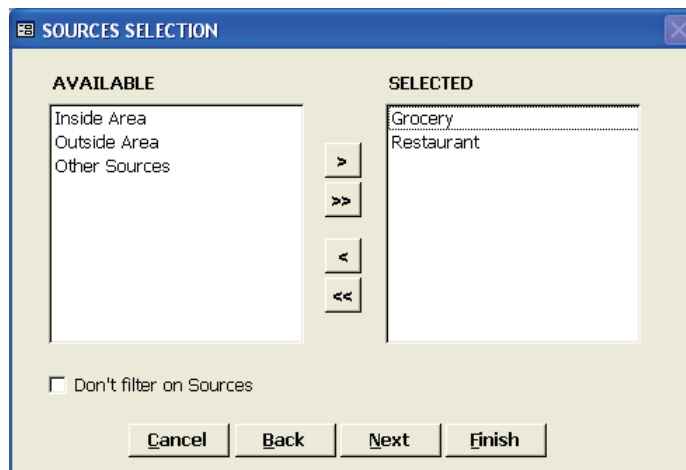 SOURCES SELECTION
AVAILABLE
Inside Area
Outside Area
Other Sources
>
>>
<
<<
SELECTED
Grocery
Restaurant
Don't filter on Sources
Cancel Back Next Finish